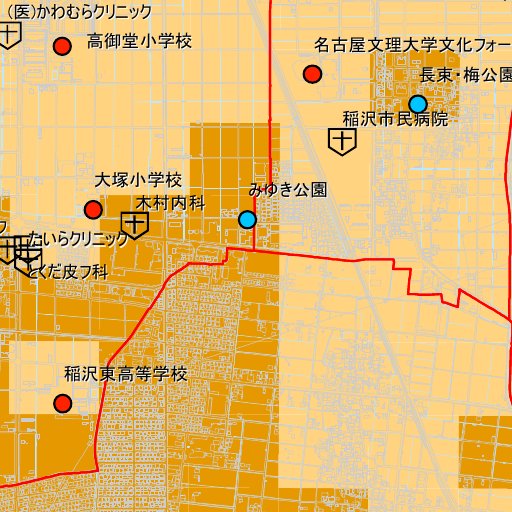 (医)かわむらクリニック
高御堂小学校
名古屋文理大学文化フォー
長束・梅公園
稲沢市民病院
大塚小学校
みゆき公園
木村内科
たいらクリニック
とくだ皮フ科
稲沢東高等学校